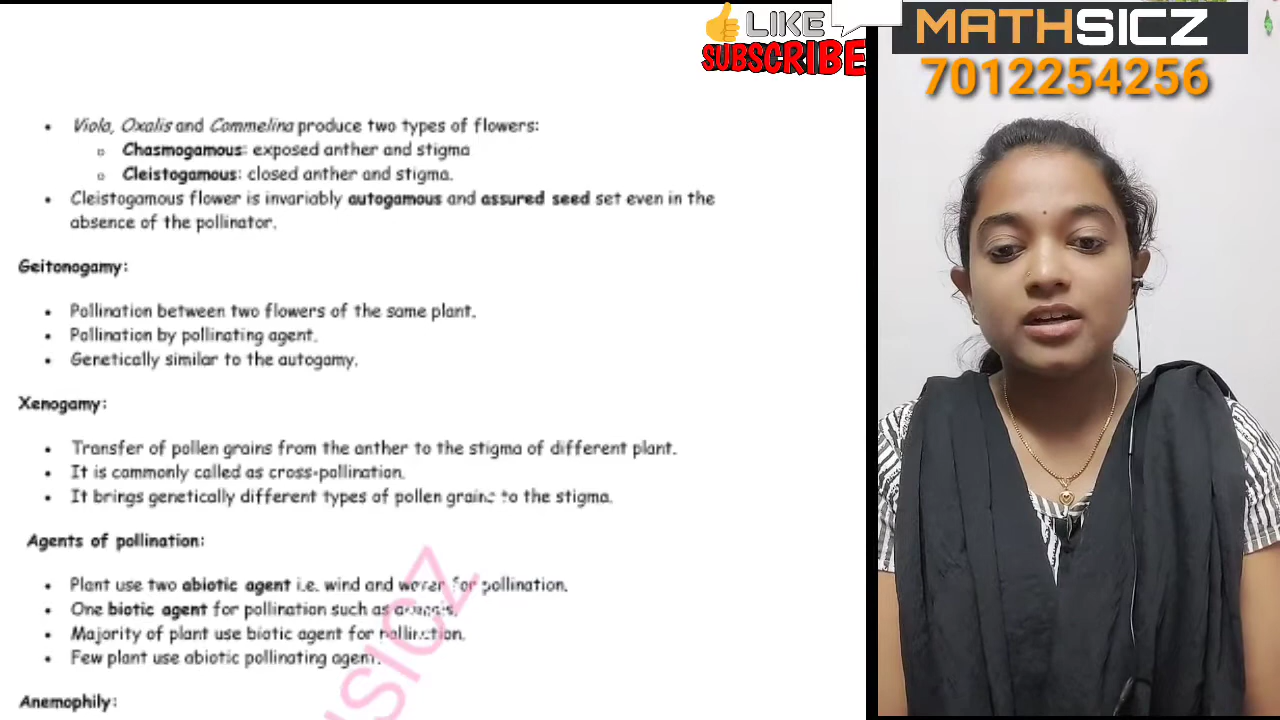 LIKE
SUBSCRIBE
MATHSICZ
7012254256
• Viola, Oxalis and Commelina produce two types of flowers:
o Chasmogamous: exposed anther and stigma
o Cleistogamous: closed anther and stigma.
• Cleistogamous flower is invariably autogamous and assured seed set even in the
absence of the pollinator.
Geitonogamy:
• Pollination between two flowers of the same plant.
• Pollination by pollinating agent.
• Genetically similar to the autogamy.
Xenogamy:
• Transfer of pollen grains from the anther to the stigma of different plant.
• It is commonly called as cross-pollination.
• It brings genetically different types of pollen grains to the stigma.
Agents of pollination:
• Plant use two abiotic agent i.e. wind and water for pollination.
• One biotic agent for pollination such as animals.
• Majority of plant use biotic agent for pollination.
• Few plant use abiotic pollinating agent.
Anemophily:
SICZ